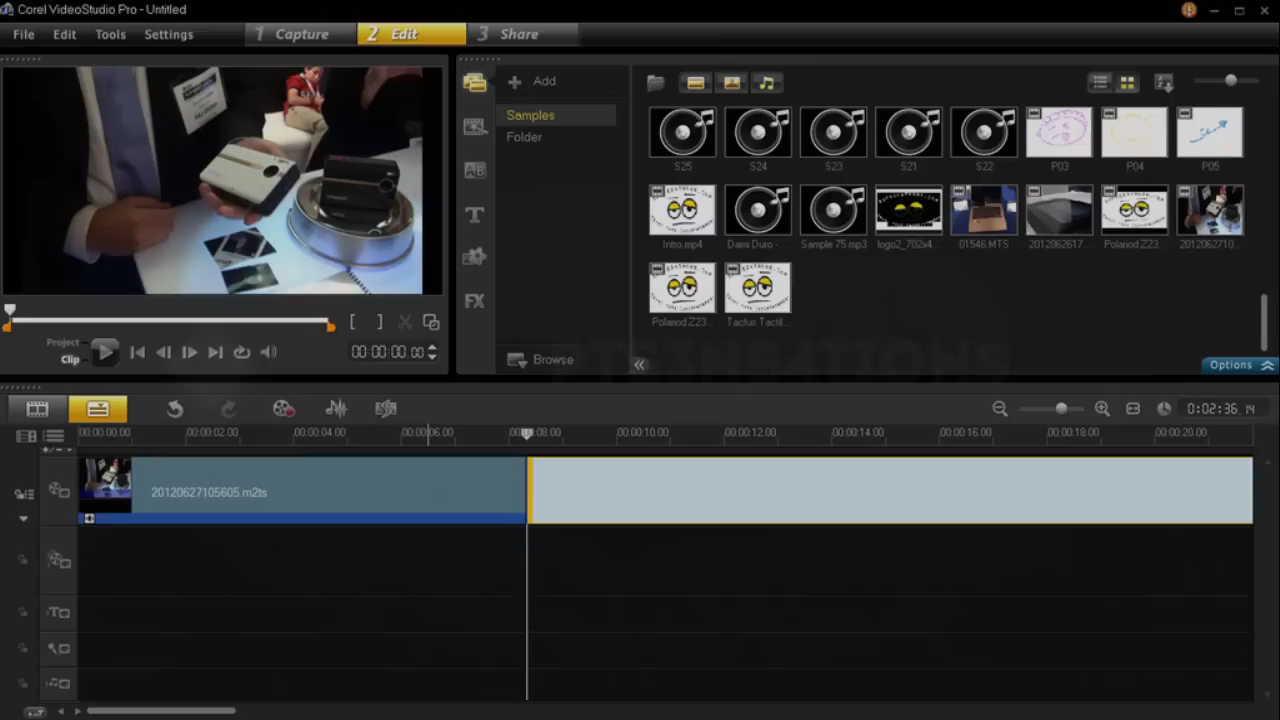 Corel VideoStudio Pro - Untitled
File Edit Tools Settings 1 Capture 2 Edit 3 Share
Add
Samples
Folder
S25 S24 S23 S21 S22 P03 P04 P05
Intro.mp4 Dami Duro - ... Sample 75.mp3 logo2_702x4... 01546.MTS 2012062617... Polaroid Z23... 2012062710...
Polaroid Z23... Tactus Tactil...
Project
Clip
00:00:00:00
Browse
Options
0:02:36.14
00:00:00.00 00:00:02.00 00:00:04.00 00:00:06.00 00:00:08.00 00:00:10.00 00:00:12.00 00:00:14.00 00:00:16.00 00:00:18.00 00:00:20.00
20120627105605.m2ts